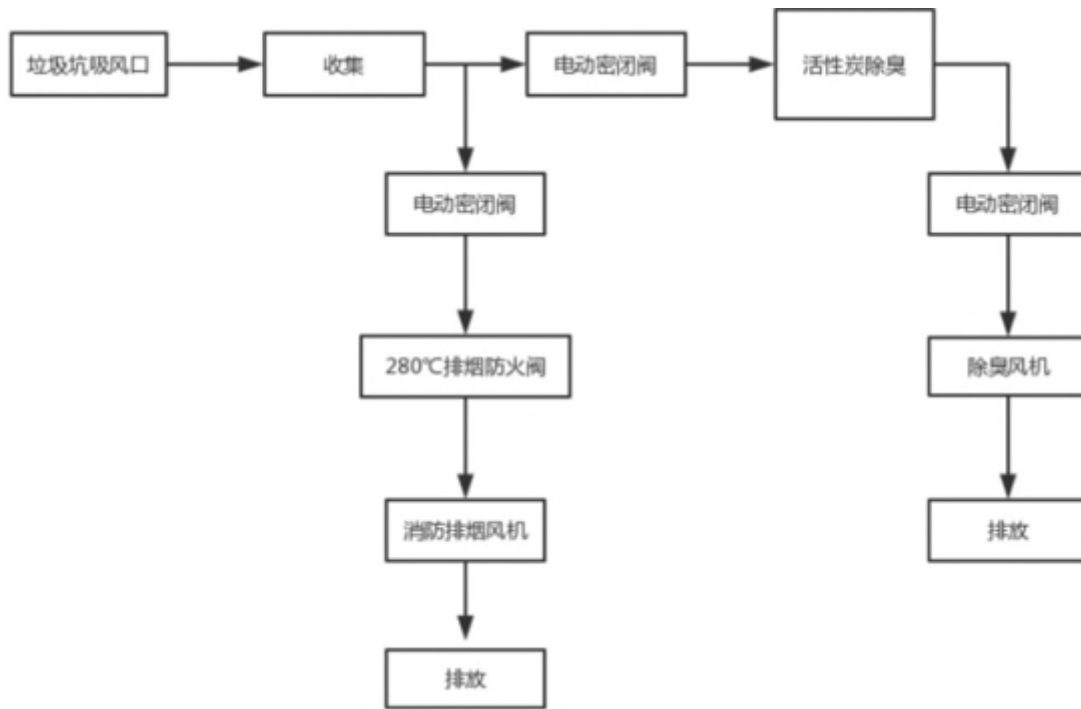 垃圾坑吸风口
收集
电动密闭阀
活性炭除臭
电动密闭阀
电动密闭阀
280℃排烟防火阀
除臭风机
消防排烟风机
排放
排放